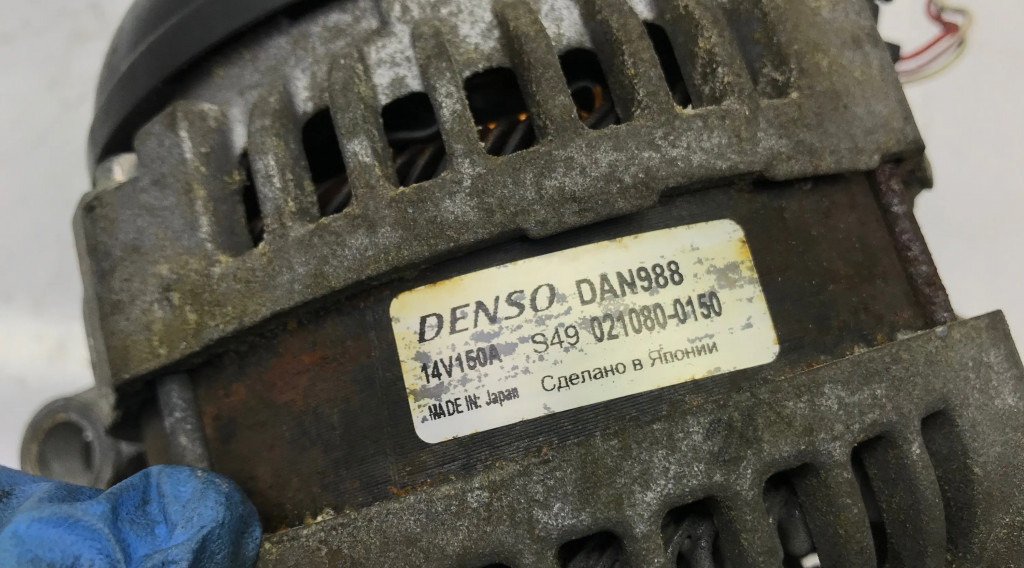 DENSO DAN988
14V150A S49 021080-0150
MADE IN: Japan Сделано в Японии